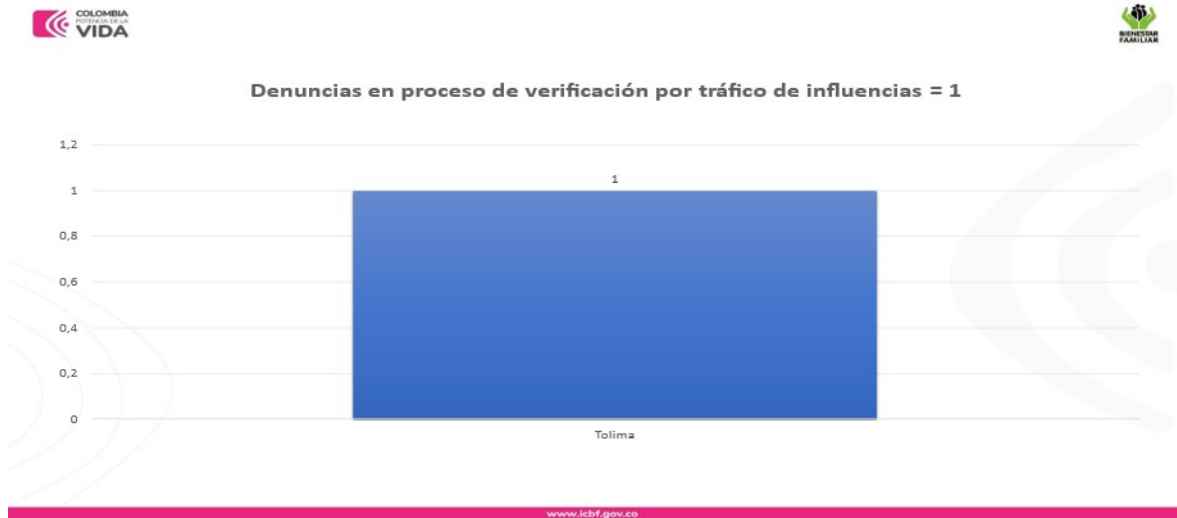 COLOMBIA
POTENCIA DE LA
VIDA
BIENESTAR
FAMILIAR
Denuncias en proceso de verificación por tráfico de influencias = 1
1,2
1
1
0,8
0,6
0,4
0,2
0
Tolima
www.icbf.gov.co